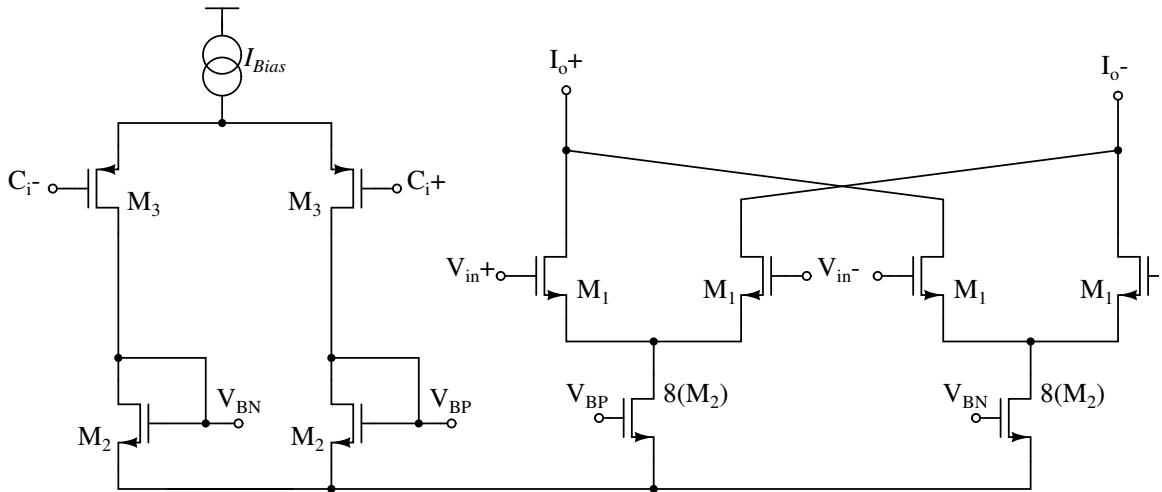 I_Bias
I_o+
I_o-
C_i-
M_3
M_3
C_i+
V_in+
M_1
M_1
V_in-
M_1
M_1
V_BN
V_BP
V_BP
8(M_2)
V_BN
8(M_2)
M_2
M_2